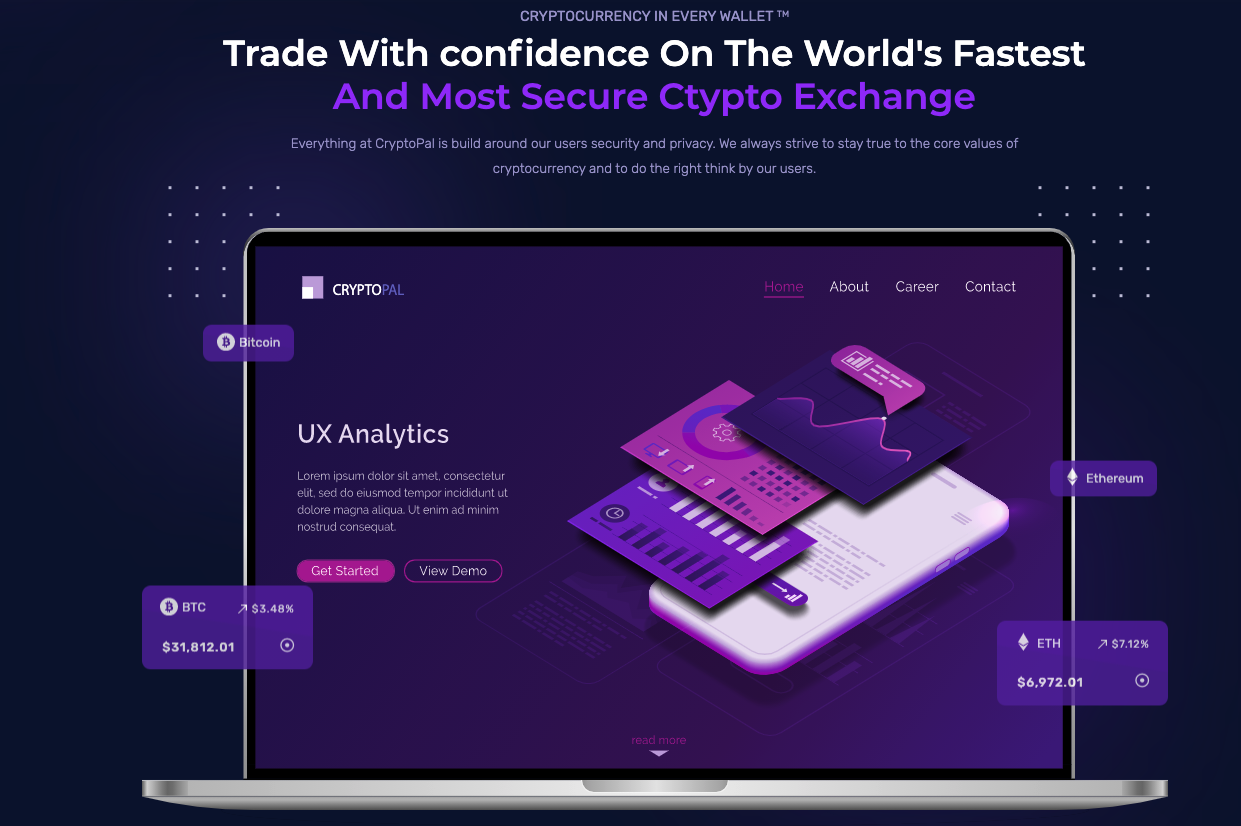 CRYPTOCURRENCY IN EVERY WALLET ™
Trade With confidence On The World's Fastest
And Most Secure Ctypto Exchange
Everything at CryptoPal is build around our users security and privacy. We always strive to stay true to the core values of
cryptocurrency and to do the right think by our users.
CRYPTOPAL
Home About Career Contact
Bitcoin
UX Analytics
Lorem ipsum dolor sit amet, consectetur
elit, sed do eiusmod tempor incididunt ut
dolore magna aliqua. Ut enim ad minim
nostrud consequat.
Get Started View Demo
Ethereum
BTC $3.48%
$31,812.01
ETH $7.12%
$6,972.01
read more